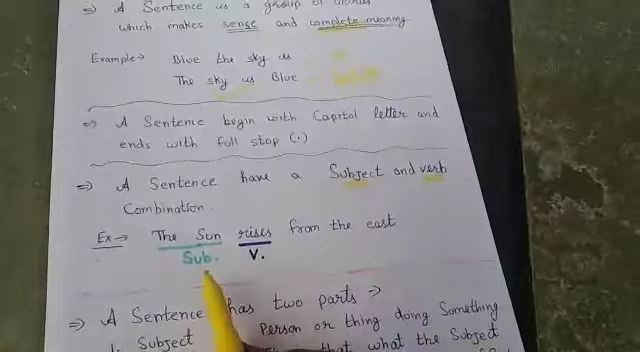 ⇒ A Sentence is a group of words
which makes sense and complete meaning
Example→ Blue the sky is
The sky is Blue
⇒ A Sentence begin with Capital letter and
ends with full stop (.)
⇒ A Sentence have a Subject and verb
Combination.
Ex→ The Sun rises from the east
Sub. V.
⇒ A Sentence has two parts >
1. Subject Person or thing doing Something
that what the Subject